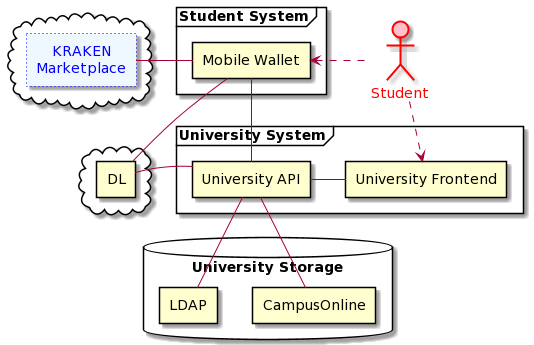 Student System
KRAKEN
Marketplace
Mobile Wallet
Student
University System
DL
University API
University Frontend
University Storage
LDAP
CampusOnline